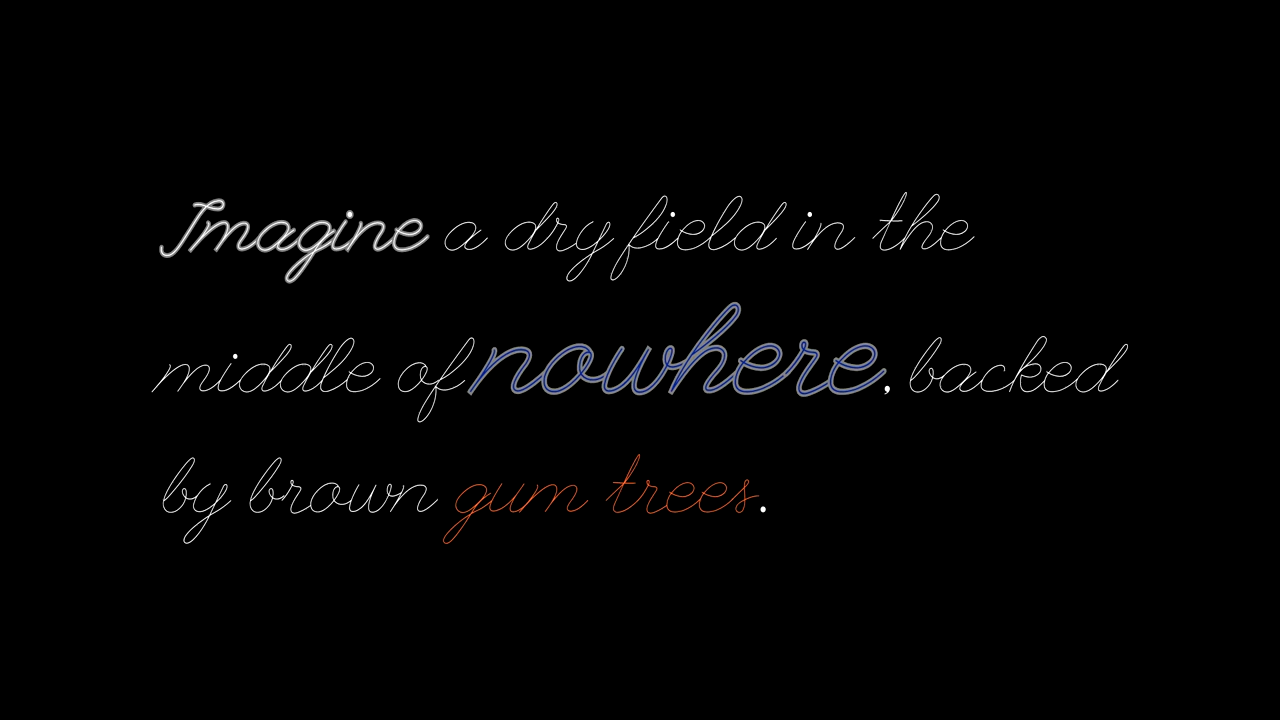 Imagine a dry field in the
middle of nowhere, backed
by brown gum trees.